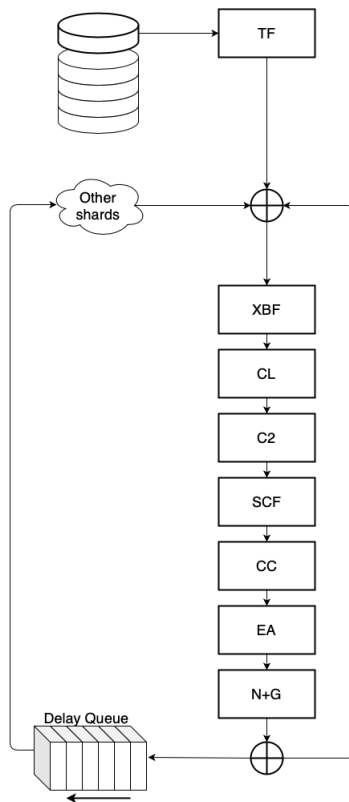 TF
Other
shards
XBF
CL
C2
SCF
CC
EA
N+G
Delay Queue